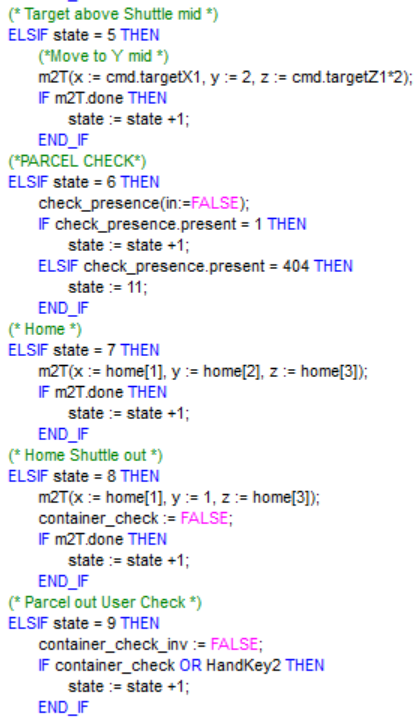 (* Target above Shuttle mid *)
ELSIF state = 5 THEN
(*Move to Y mid *)
m2T(x := cmd.targetX1, y := 2, z := cmd.targetZ1*2);
IF m2T.done THEN
state := state +1;
END_IF
(*PARCEL CHECK*)
ELSIF state = 6 THEN
check_presence(in:=FALSE);
IF check_presence.present = 1 THEN
state := state +1;
ELSIF check_presence.present = 404 THEN
state := 11;
END_IF
(* Home *)
ELSIF state = 7 THEN
m2T(x := home[1], y := home[2], z := home[3]);
IF m2T.done THEN
state := state +1;
END_IF
(* Home Shuttle out *)
ELSIF state = 8 THEN
m2T(x := home[1], y := 1, z := home[3]);
container_check := FALSE;
IF m2T.done THEN
state := state +1;
END_IF
(* Parcel out User Check *)
ELSIF state = 9 THEN
container_check_inv := FALSE;
IF container_check OR HandKey2 THEN
state := state +1;
END_IF